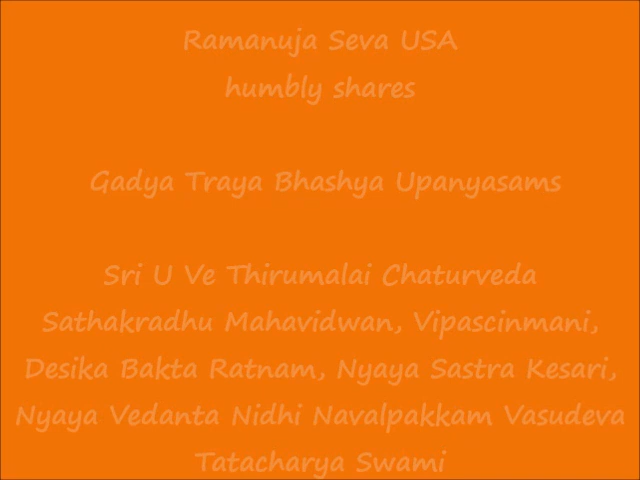 Ramanuja Seva USA
humbly shares
Gadya Traya Bhashya Upanyasams
Sri U Ve Thirumalai Chaturveda
Sathakradhu Mahavidwan, Vipascinmani,
Desika Bakta Ratnam, Nyaya Sastra Kesari,
Nyaya Vedanta Nidhi Navalpakkam Vasudeva
Tatacharya Swami